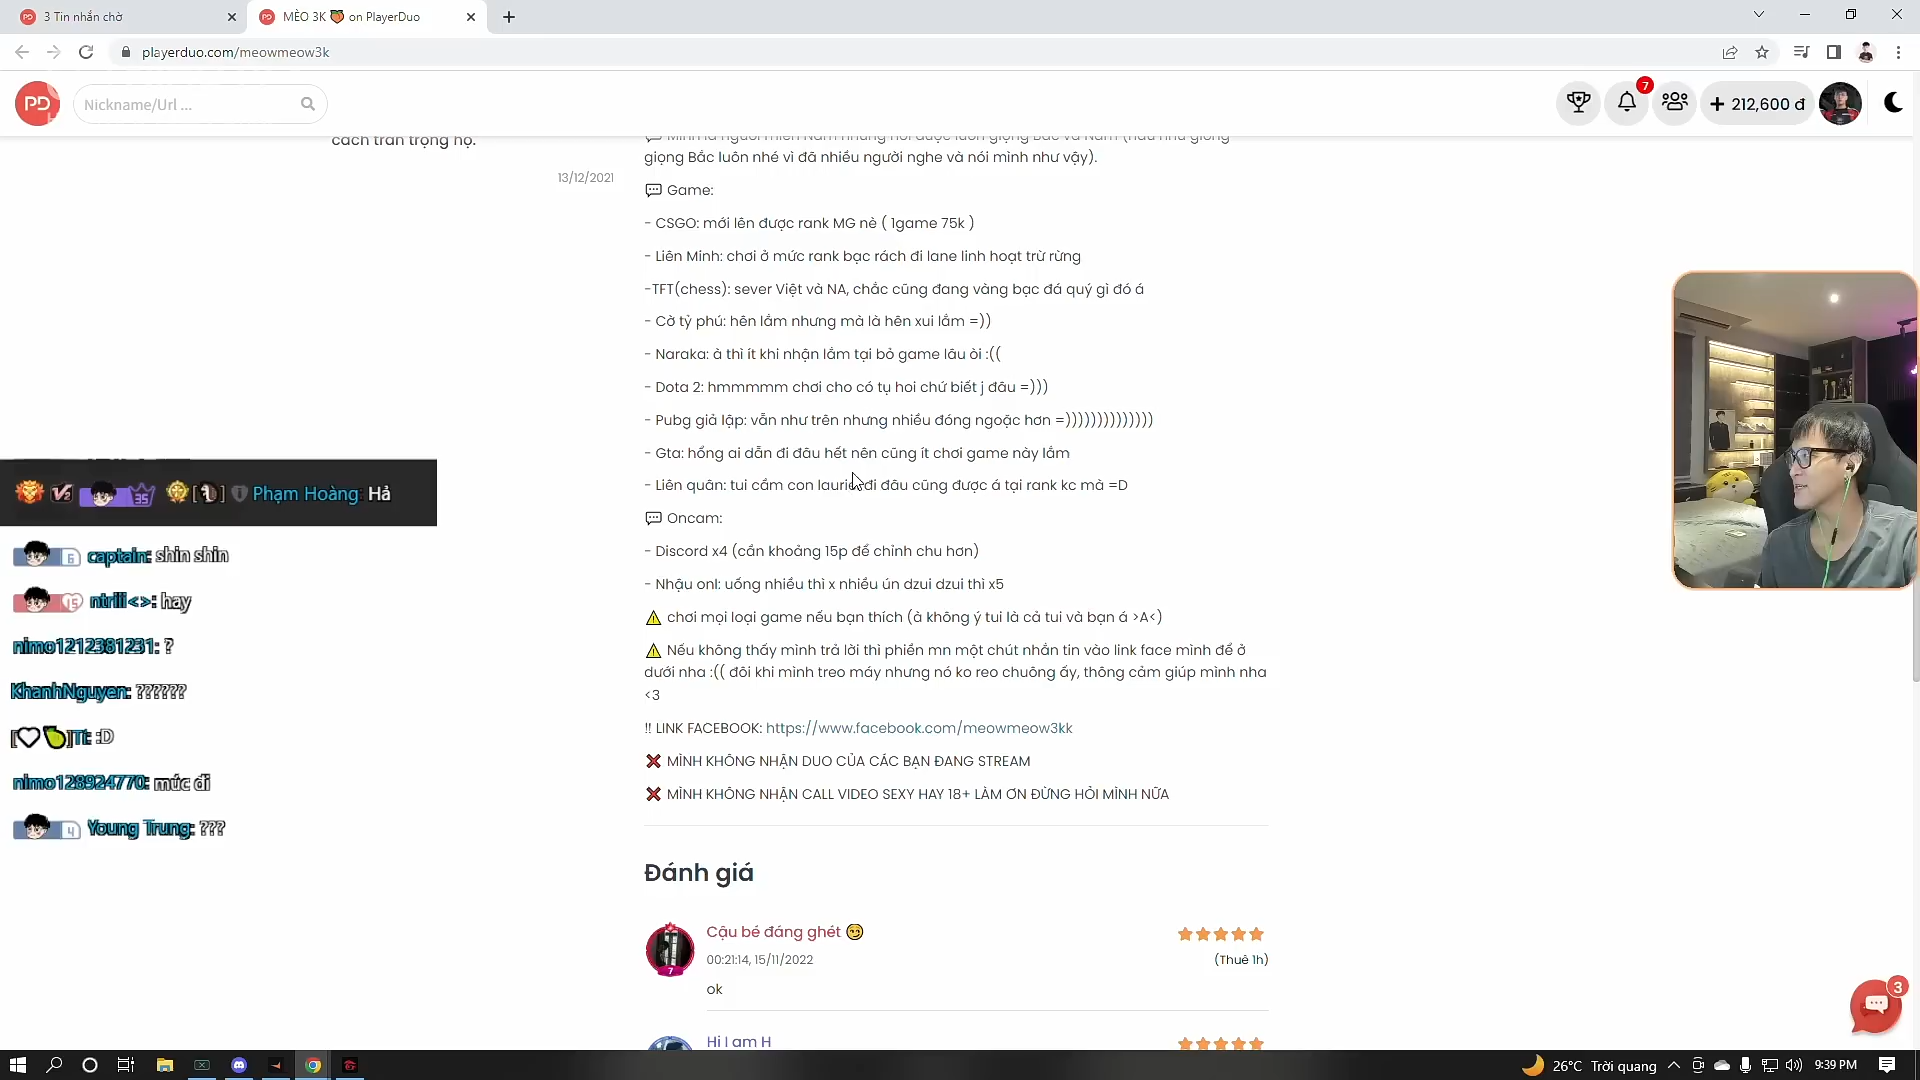 3 Tin nhắn chờ
MÈO 3K 🍑 on PlayerDuo
playerduo.com/meowmeow3k
PD
Nickname/Url ...
7
+ 212,600 đ
cách trân trọng họ.
13/12/2021
giọng Bắc luôn nhé vì đã nhiều người nghe và nói mình như vậy).
💬 Game:
- CSGO: mới lên được rank MG nè ( 1game 75k )
- Liên Minh: chơi ở mức rank bạc rách đi lane linh hoạt trừ rừng
-TFT(chess): sever Việt và NA, chắc cũng đang vàng bạc đá quý gì đó á
- Cờ tỷ phú: hên lắm nhưng mà là hên xui lắm =))
- Naraka: à thì ít khi nhận lắm tại bỏ game lâu òi :((
- Dota 2: hmmmmm chơi cho có tụ hoi chứ biết j đâu =)))
- Pubg giả lập: vẫn như trên nhưng nhiều đóng ngoặc hơn =))))))))))))))
- Gta: hổng ai dẫn đi đâu hết nên cũng ít chơi game này lắm
- Liên quân: tui cầm con lauriel đi đâu cũng được á tại rank kc mà =D
💬 Oncam:
- Discord x4 (cần khoảng 15p để chỉnh chu hơn)
- Nhậu onl: uống nhiều thì x nhiều ún dzui dzui thì x5
⚠ chơi mọi loại game nếu bạn thích (à không ý tui là cả tui và bạn á >A<)
⚠ Nếu không thấy mình trả lời thì phiền mn một chút nhắn tin vào link face mình để ở
dưới nha :(( đôi khi mình treo máy nhưng nó ko reo chuông ấy, thông cảm giúp mình nha
<3
‼ LINK FACEBOOK: https://www.facebook.com/meowmeow3kk
❌ MÌNH KHÔNG NHẬN DUO CỦA CÁC BẠN ĐANG STREAM
❌ MÌNH KHÔNG NHẬN CALL VIDEO SEXY HAY 18+ LÀM ƠN ĐỪNG HỎI MÌNH NỮA
Đánh giá
Cậu bé đáng ghét
00:21:14, 15/11/2022
(Thuê 1h)
ok
7
Hi I am H
35 Phạm Hoàng: Hả
6 captain: shin shin
15 ntriii<>: hay
nimo1212381231: ?
KhanhNguyen: ??????
[🤍🍐]Ti: :D
nimo128924770: múc đi
4 Young Trung: ???
3
26°C Trời quang
9:39 PM